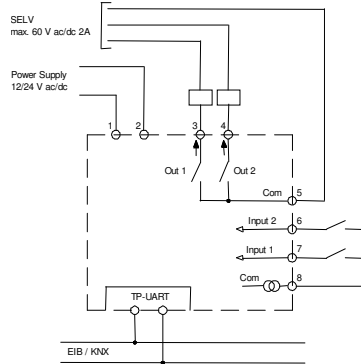 SELV
max. 60 V ac/dc 2A
Power Supply
12/24 V ac/dc
1 2 3 4
Out 1 Out 2
Com 5
Input 2 6
Input 1 7
Com 8
TP-UART
EIB / KNX